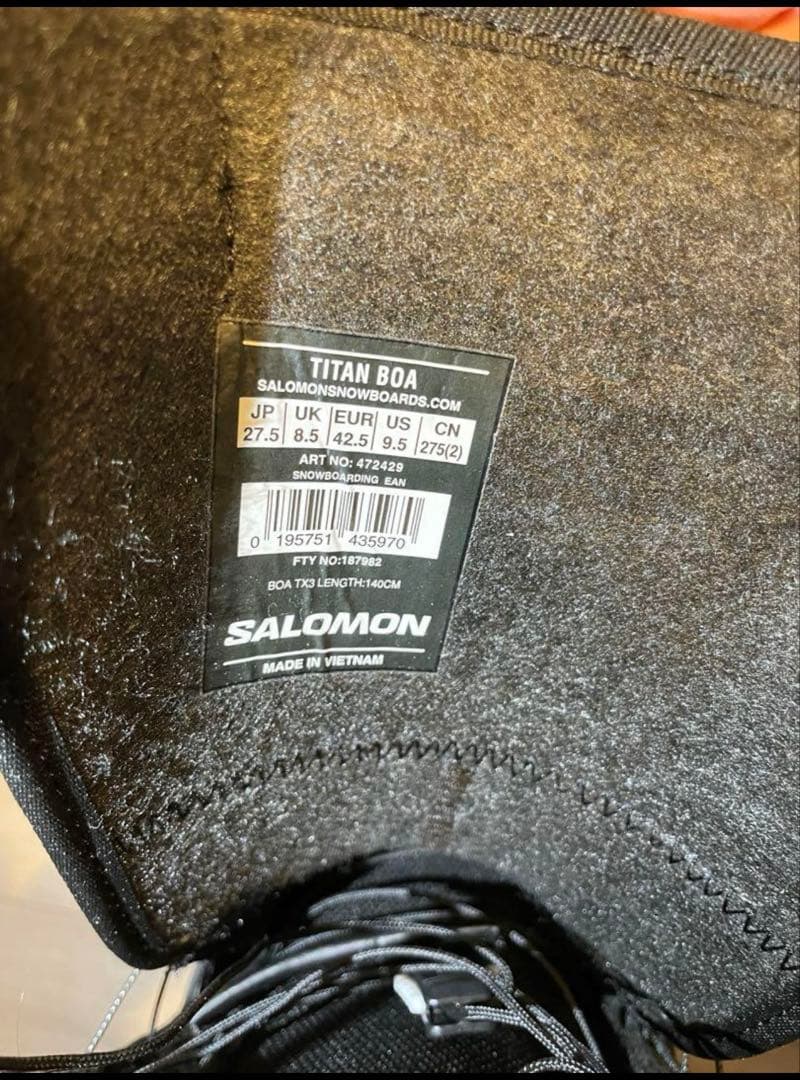 TITAN BOA
SALOMONSNOWBOARDS.COM
JP UK EUR US CN
27.5 8.5 42.5 9.5 275(2)
ART NO: 472429
SNOWBOARDING EAN
0 195751 435970
FTY NO:187982
BOA TX3 LENGTH:140CM
SALOMON
MADE IN VIETNAM